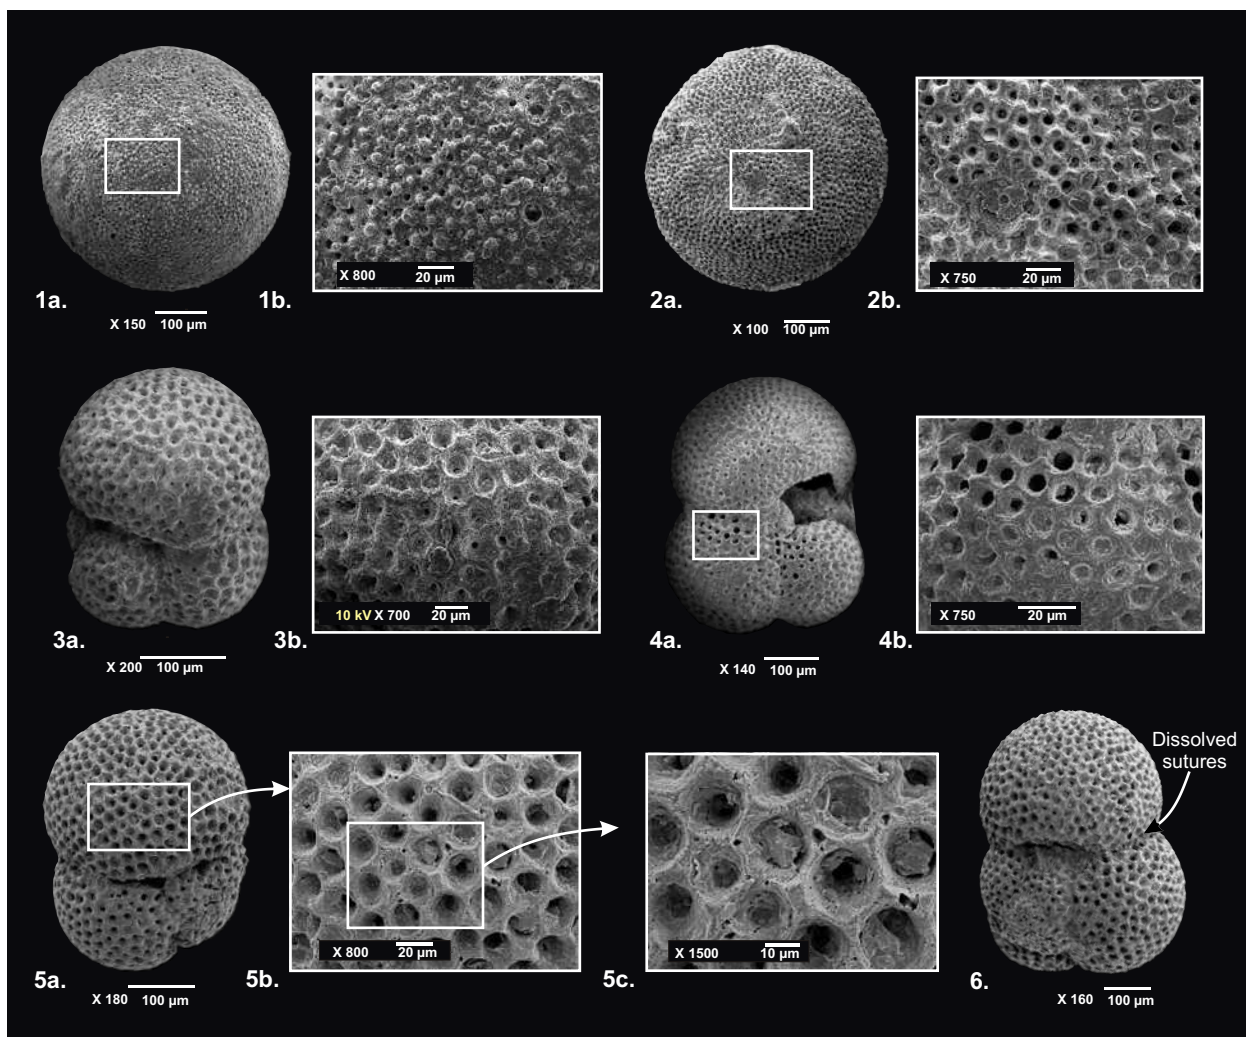 X 800 20 µm
X 750 20 µm
1a. 1b. 2a. 2b.
X 150 100 µm
X 100 100 µm
10 kV X 700 20 µm
X 750 20 µm
3a. 3b. 4a. 4b.
X 200 100 µm
X 140 100 µm
Dissolved
sutures
X 800 20 µm
X 1500 10 µm
5a. 5b. 5c. 6.
X 180 100 µm
X 160 100 µm